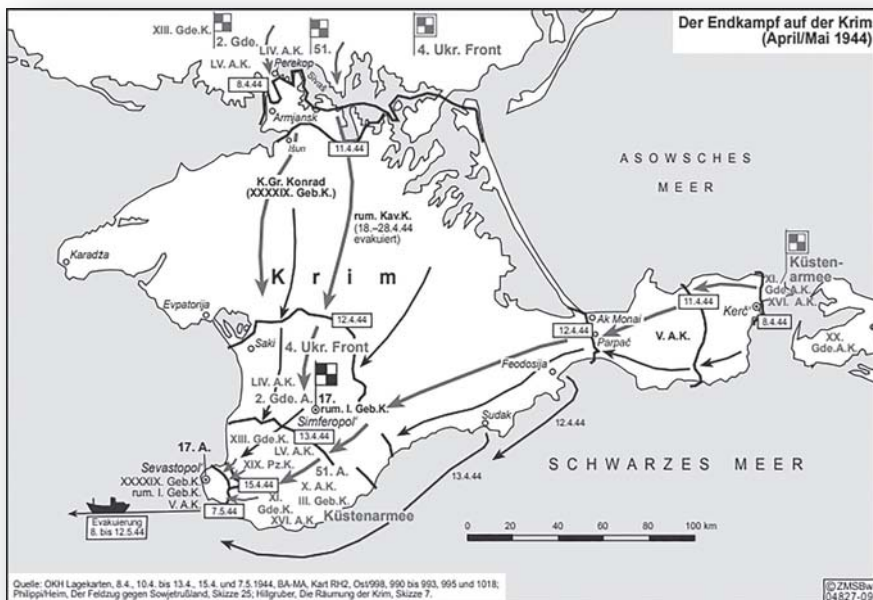 Der Endkampf auf der Krim
(April/Mai 1944)
XIII. Gde.K.
2. Gde.
LIV. A.K.
51.
4. Ukr. Front
LV. A.K.
Perekop
Sivaš
8.4.44
Armjansk
Išun
11.4.44
K.Gr. Konrad
(XXXXIX. Geb.K.)
rum. Kav.K.
(18.–28.4.44
evakuiert)
ASOWSCHES
MEER
Karadža
Krim
Evpatorija
12.4.44
Saki
4. Ukr. Front
LIV. A.K.
2. Gde. A.
17.
rum. I. Geb.K.
Simferopol'
13.4.44
Küsten-
armee
XI.
Gde.A.K.
XVI. A.K.
11.4.44
Kerč'
8.4.44
Ak Monai
12.4.44
Parpač
V. A.K.
XX.
Gde.A.K.
Feodosija
Sudak
12.4.44
13.4.44
17. A.
XIII. Gde.K.
LV. A.K.
Sevastopol'
XIX. Pz.K.
XXXXIX. Geb.K.
51. A.
rum. I. Geb.K.
15.4.44
X. A.K.
V. A.K.
III. Geb.K.
7.5.44
XI.
Gde.K.
XVI. A.K.
Küstenarmee
Evakuierung
8. bis 12.5.44
SCHWARZES MEER
0 20 40 60 80 100 km
Quelle: OKH Lagekarten, 8.4., 10.4. bis 13.4., 15.4. und 7.5.1944, BA-MA, Kart RH2, Ost/998, 990 bis 993, 995 und 1018;
Philippi/Heim, Der Feldzug gegen Sowjetrußland, Skizze 25; Hillgruber, Die Räumung der Krim, Skizze 7.
©ZMSBw
04827-09